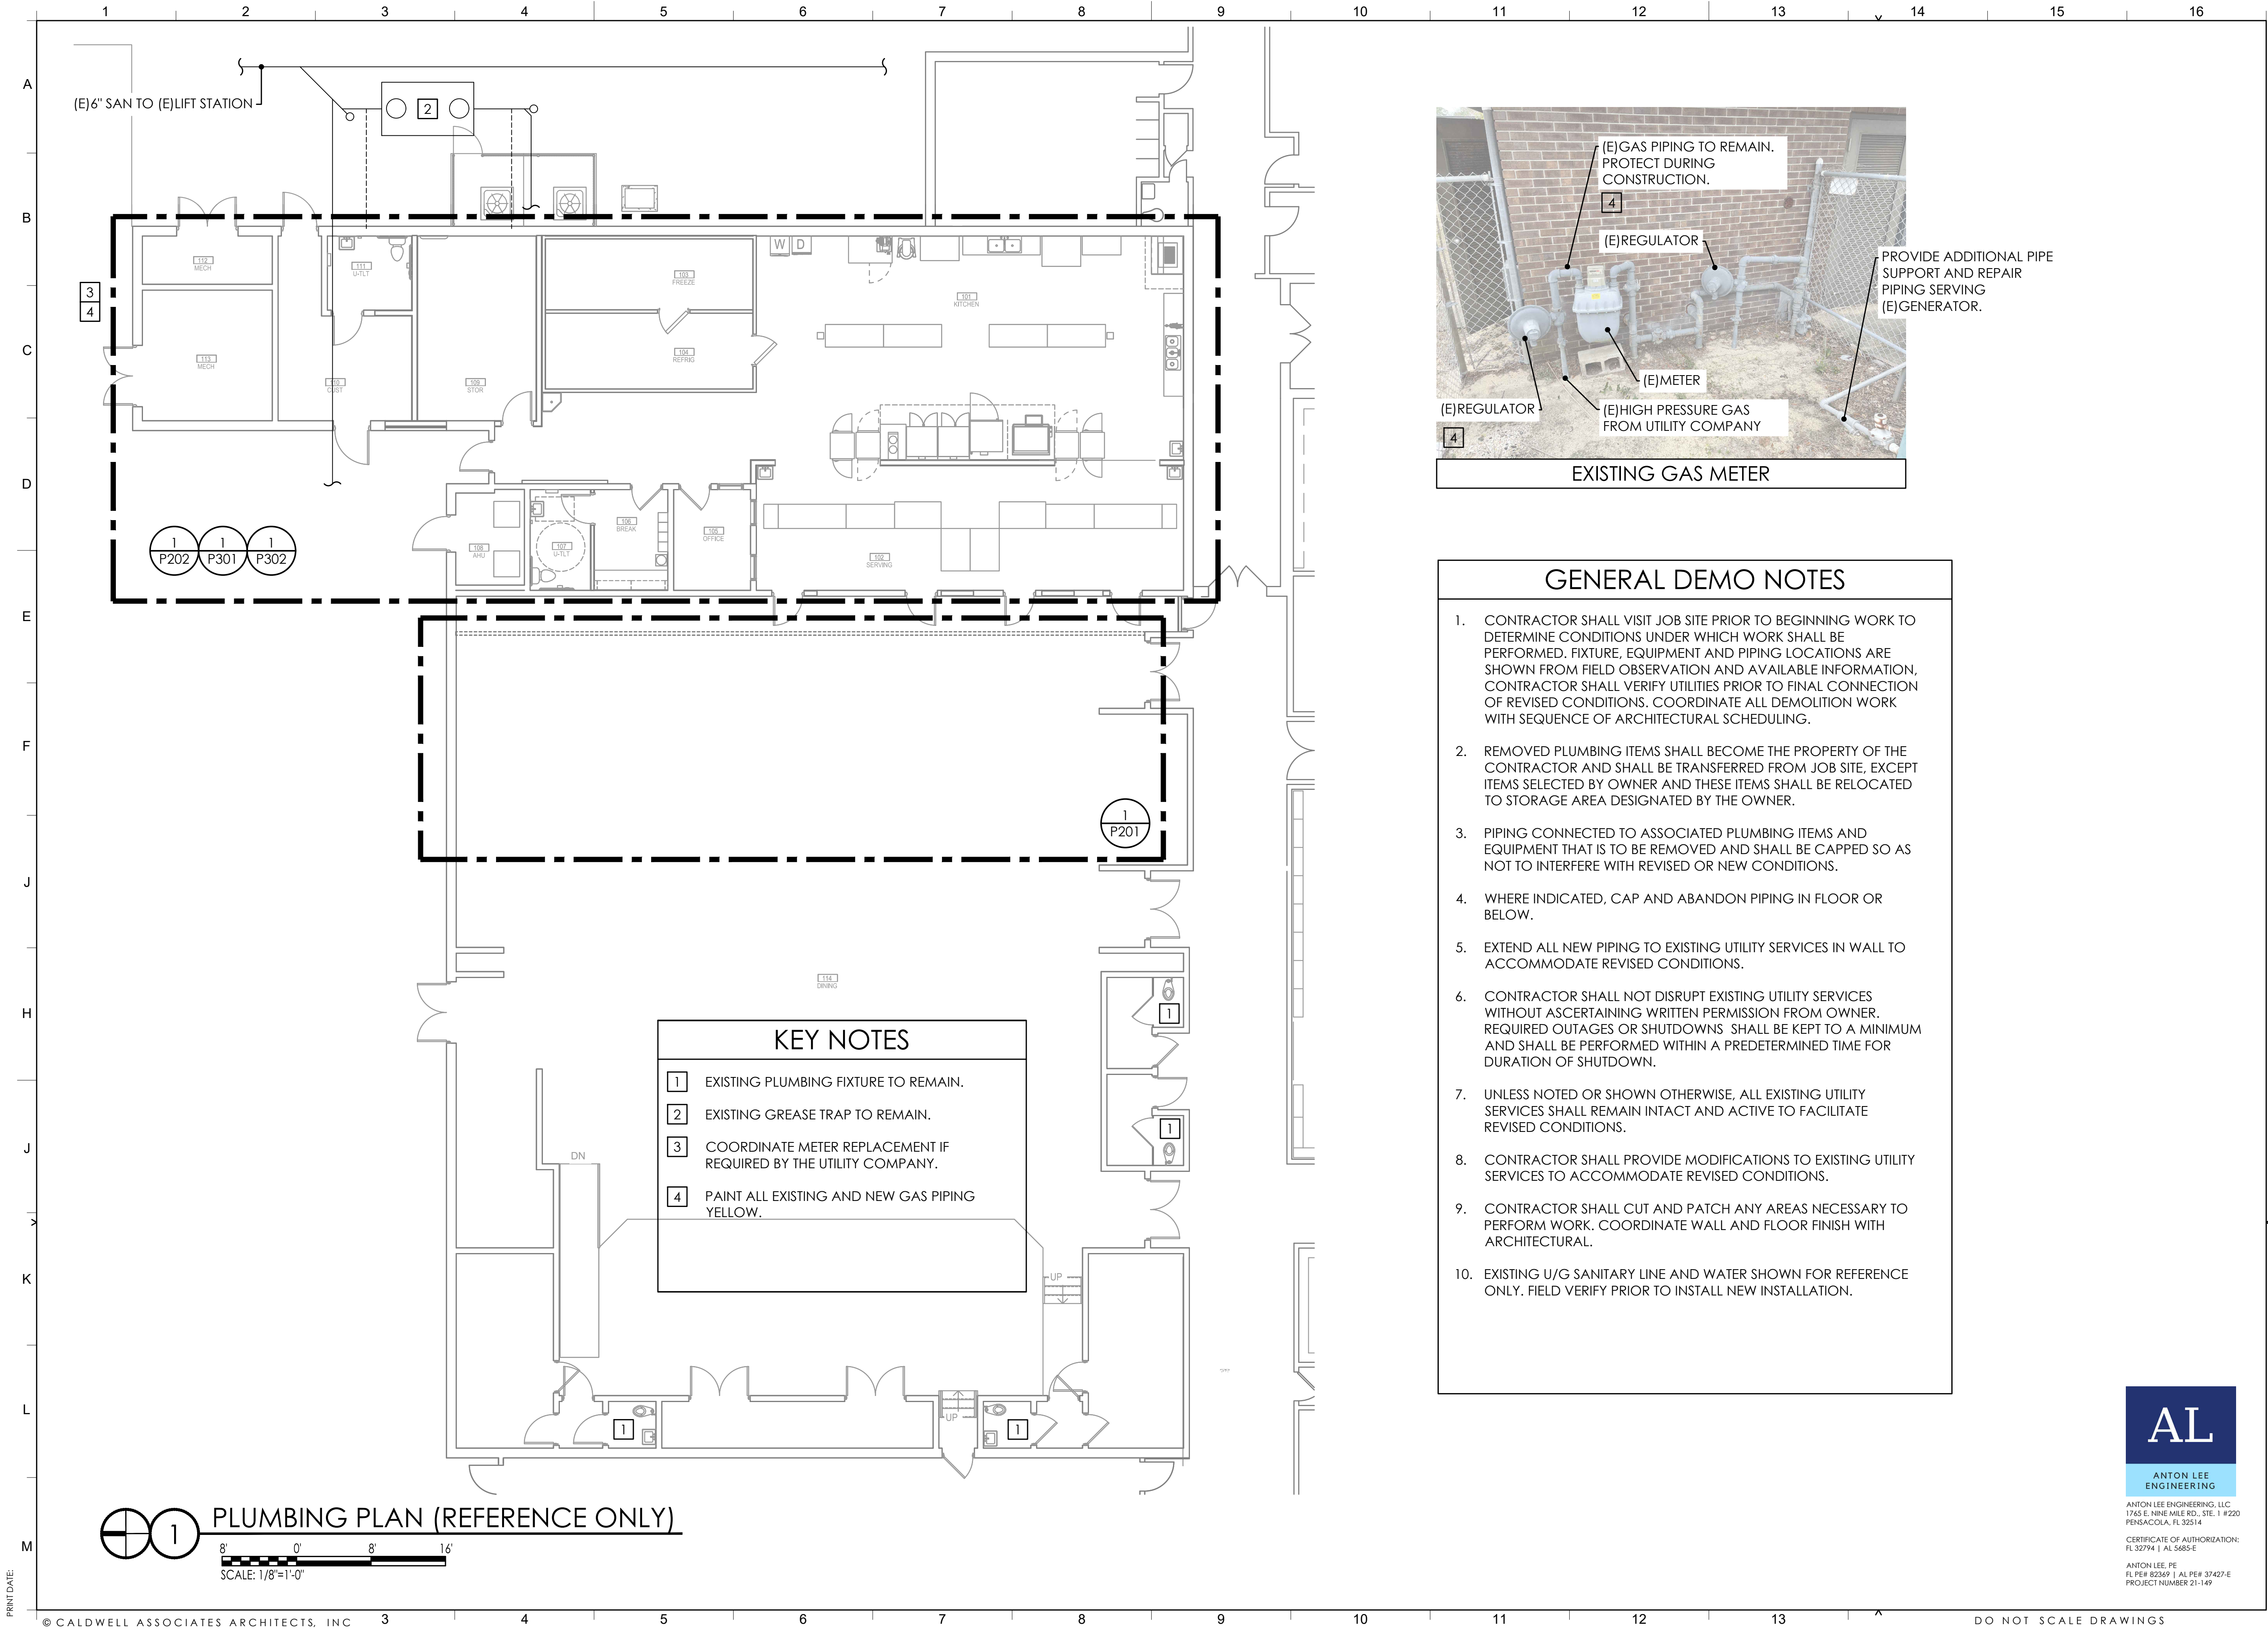 1 2 3 4 5 6 7 8 9 10 11 12 13 14 15 16
A
B
C
D
E
F
J
H
J
K
L
M
(E)6" SAN TO (E)LIFT STATION
2
3
4
112
MECH
111
U-TLT
113
MECH
110
CUST
109
STOR
103
FREEZE
104
REFRIG
W D
101
KITCHEN
108
AHU
107
U-TLT
106
BREAK
105
OFFICE
102
SERVING
1
P202
1
P301
1
P302
1
P201
114
DINING
1
1
1
1
DN
UP
UP
KEY NOTES
1 EXISTING PLUMBING FIXTURE TO REMAIN.
2 EXISTING GREASE TRAP TO REMAIN.
3 COORDINATE METER REPLACEMENT IF
REQUIRED BY THE UTILITY COMPANY.
4 PAINT ALL EXISTING AND NEW GAS PIPING
YELLOW.
(E)GAS PIPING TO REMAIN.
PROTECT DURING
CONSTRUCTION.
4
(E)REGULATOR
PROVIDE ADDITIONAL PIPE
SUPPORT AND REPAIR
PIPING SERVING
(E)GENERATOR.
(E)METER
(E)REGULATOR
4
(E)HIGH PRESSURE GAS
FROM UTILITY COMPANY
EXISTING GAS METER
GENERAL DEMO NOTES
1. CONTRACTOR SHALL VISIT JOB SITE PRIOR TO BEGINNING WORK TO
DETERMINE CONDITIONS UNDER WHICH WORK SHALL BE
PERFORMED. FIXTURE, EQUIPMENT AND PIPING LOCATIONS ARE
SHOWN FROM FIELD OBSERVATION AND AVAILABLE INFORMATION,
CONTRACTOR SHALL VERIFY UTILITIES PRIOR TO FINAL CONNECTION
OF REVISED CONDITIONS. COORDINATE ALL DEMOLITION WORK
WITH SEQUENCE OF ARCHITECTURAL SCHEDULING.
2. REMOVED PLUMBING ITEMS SHALL BECOME THE PROPERTY OF THE
CONTRACTOR AND SHALL BE TRANSFERRED FROM JOB SITE, EXCEPT
ITEMS SELECTED BY OWNER AND THESE ITEMS SHALL BE RELOCATED
TO STORAGE AREA DESIGNATED BY THE OWNER.
3. PIPING CONNECTED TO ASSOCIATED PLUMBING ITEMS AND
EQUIPMENT THAT IS TO BE REMOVED AND SHALL BE CAPPED SO AS
NOT TO INTERFERE WITH REVISED OR NEW CONDITIONS.
4. WHERE INDICATED, CAP AND ABANDON PIPING IN FLOOR OR
BELOW.
5. EXTEND ALL NEW PIPING TO EXISTING UTILITY SERVICES IN WALL TO
ACCOMMODATE REVISED CONDITIONS.
6. CONTRACTOR SHALL NOT DISRUPT EXISTING UTILITY SERVICES
WITHOUT ASCERTAINING WRITTEN PERMISSION FROM OWNER.
REQUIRED OUTAGES OR SHUTDOWNS SHALL BE KEPT TO A MINIMUM
AND SHALL BE PERFORMED WITHIN A PREDETERMINED TIME FOR
DURATION OF SHUTDOWN.
7. UNLESS NOTED OR SHOWN OTHERWISE, ALL EXISTING UTILITY
SERVICES SHALL REMAIN INTACT AND ACTIVE TO FACILITATE
REVISED CONDITIONS.
8. CONTRACTOR SHALL PROVIDE MODIFICATIONS TO EXISTING UTILITY
SERVICES TO ACCOMMODATE REVISED CONDITIONS.
9. CONTRACTOR SHALL CUT AND PATCH ANY AREAS NECESSARY TO
PERFORM WORK. COORDINATE WALL AND FLOOR FINISH WITH
ARCHITECTURAL.
10. EXISTING U/G SANITARY LINE AND WATER SHOWN FOR REFERENCE
ONLY. FIELD VERIFY PRIOR TO INSTALL NEW INSTALLATION.
AL
ANTON LEE
ENGINEERING
ANTON LEE ENGINEERING, LLC
1765 E. NINE MILE RD., STE. 1 #220
PENSACOLA, FL 32514
CERTIFICATE OF AUTHORIZATION:
FL 32794 | AL 5685-E
ANTON LEE, PE
FL PE# 82369 | AL PE# 37427-E
PROJECT NUMBER 21-149
1 PLUMBING PLAN (REFERENCE ONLY)
8' 0' 8' 16'
SCALE: 1/8"=1'-0"
PRINT DATE:
© CALDWELL ASSOCIATES ARCHITECTS, INC
3 4 5 6 7 8 9 10 11 12 13
DO NOT SCALE DRAWINGS